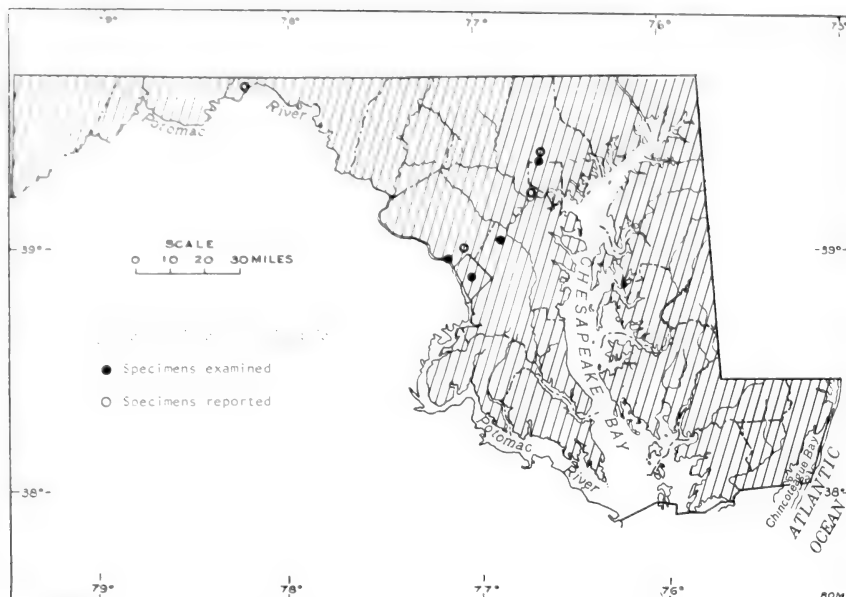 79° 78° 77° 76° 75°
Potomac River
39° 39°
SCALE
0 10 20 30 MILES
CHESAPEAKE BAY
Specimens examined
Specimens reported
Potomac River
Chincoteague Bay
ATLANTIC OCEAN
38° 38°
79° 78° 77° 76°